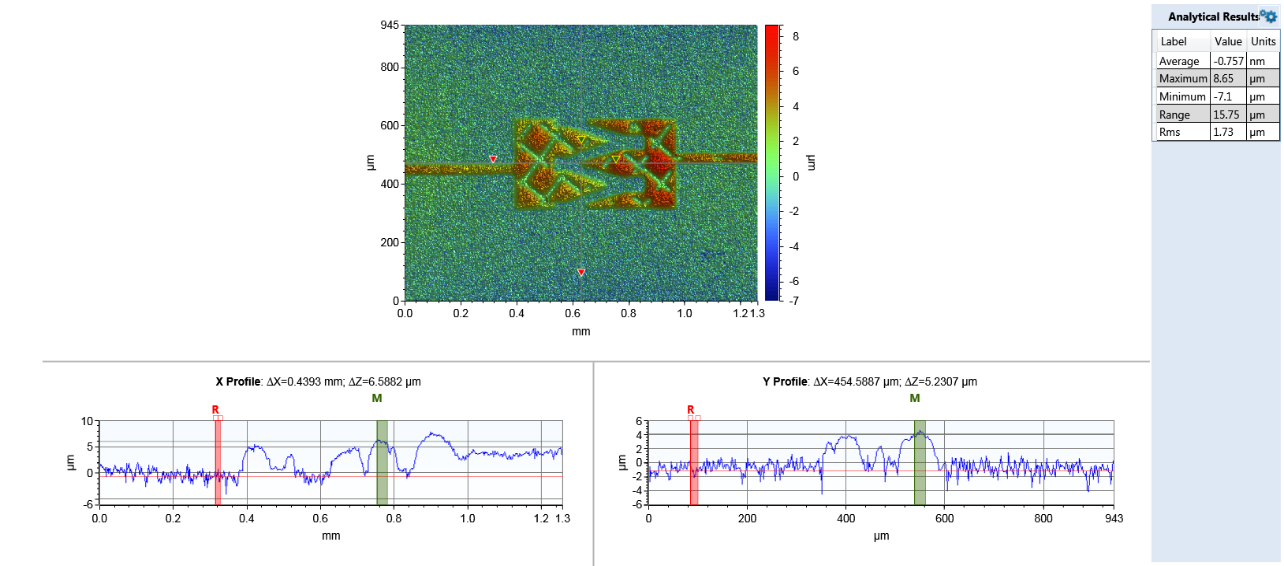 Analytical Results
Label Value Units
Average -0.757 nm
Maximum 8.65 µm
Minimum -7.1 µm
Range 15.75 µm
Rms 1.73 µm
945
800
600
400
200
0
µm
0.0 0.2 0.4 0.6 0.8 1.0 1.2 1.3
mm
8
6
4
2
0
-2
-4
-6
-7
µm
X Profile: ΔX=0.4393 mm; ΔZ=6.5882 µm
M
R
10
5
0
-6
µm
0.0 0.2 0.4 0.6 0.8 1.0 1.2 1.3
mm
Y Profile: ΔX=454.5887 µm; ΔZ=5.2307 µm
M
R
6
4
2
0
-2
-4
-6
µm
0 200 400 600 800 943
µm